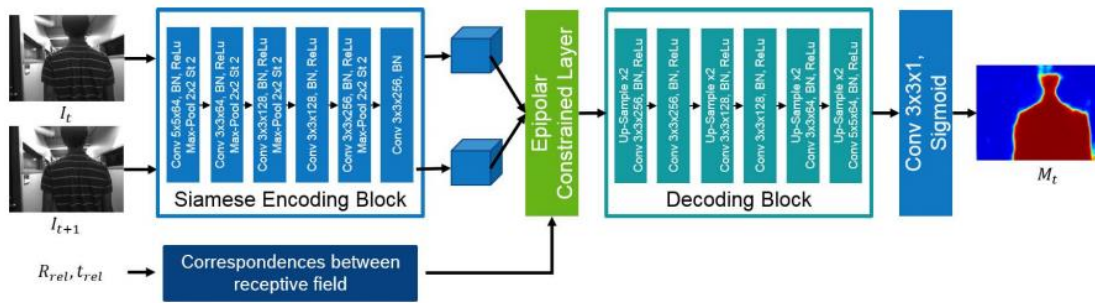 I_t
I_{t+1}
Conv 5x5x64, BN, ReLu
Max-Pool 2x2 St 2
Conv 3x3x64, BN, ReLu
Max-Pool 2x2 St 2
Conv 3x3x128, BN, ReLu
Max-Pool 2x2 St 2
Conv 3x3x128, BN, ReLu
Conv 3x3x256, BN, ReLu
Max-Pool 2x2 St 2
Conv 3x3x256, BN
Siamese Encoding Block
R_{rel}, t_{rel}
Correspondences between
receptive field
Epipolar
Constrained Layer
Up-Sample x2
Conv 3x3x256, BN, ReLu
Conv 3x3x256, BN, ReLu
Up-Sample x2
Conv 3x3x128, BN, ReLu
Conv 3x3x128, BN, ReLu
Up-Sample x2
Conv 3x3x64, BN, ReLu
Up-Sample x2
Conv 5x5x64, BN, ReLu
Decoding Block
Conv 3x3x1,
Sigmoid
M_t